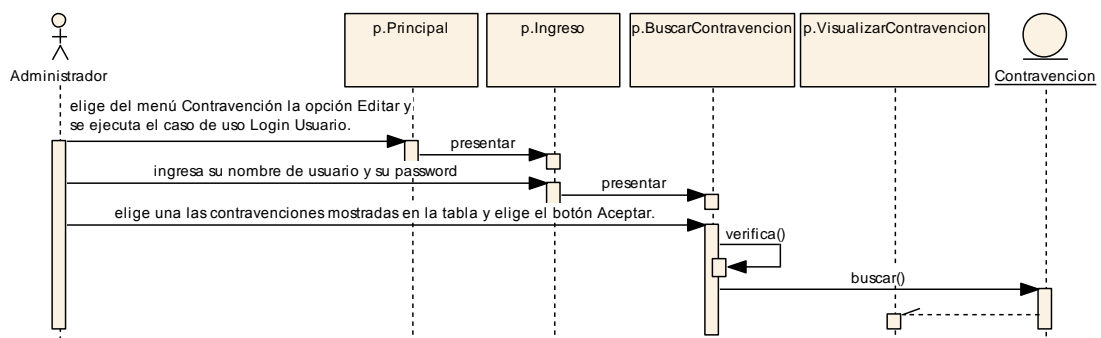 p.Principal
p.Ingreso
p.BuscarContravencion
p.VisualizarContravencion
Administrador
Contravencion
elige del menú Contravención la opción Editar y
se ejecuta el caso de uso Login Usuario.
presentar
ingresa su nombre de usuario y su password
presentar
elige una las contravenciones mostradas en la tabla y elige el botón Aceptar.
verifica()
buscar()